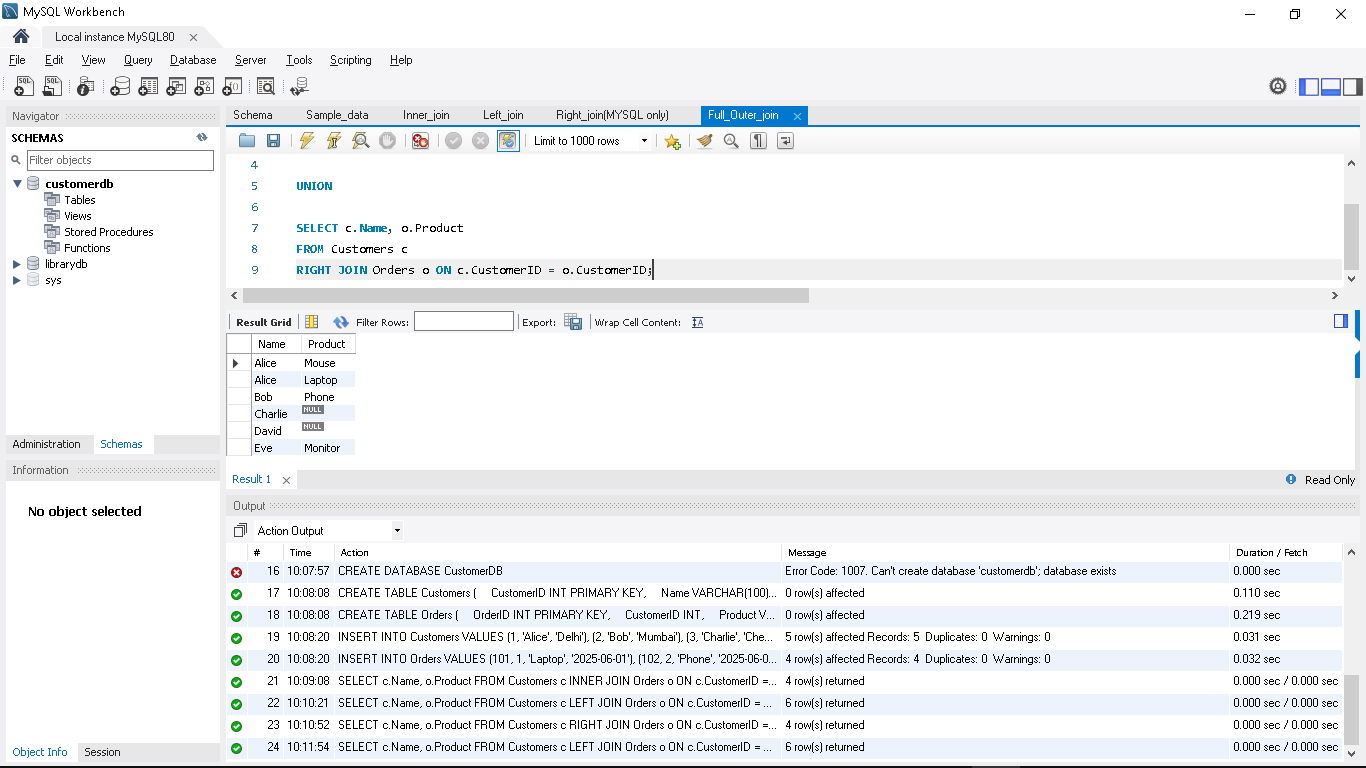 MySQL Workbench
Local instance MySQL80
File Edit View Query Database Server Tools Scripting Help
Navigator
SCHEMAS
Filter objects
customerdb
Tables
Views
Stored Procedures
Functions
librarydb
sys
Administration Schemas
Information
No object selected
Object Info Session
Schema Sample_data Inner_join Left_join Right_join(MYSQL only) Full_Outer_join
Limit to 1000 rows
4
5 UNION
6
7 SELECT c.Name, o.Product
8 FROM Customers c
9 RIGHT JOIN Orders o ON c.CustomerID = o.CustomerID;
Result Grid Filter Rows: Export: Wrap Cell Content:
Name Product
Alice Mouse
Alice Laptop
Bob Phone
Charlie NULL
David NULL
Eve Monitor
Result 1 Read Only
Output
Action Output
# Time Action Message Duration / Fetch
16 10:07:57 CREATE DATABASE CustomerDB Error Code: 1007. Can't create database 'customerdb'; database exists 0.000 sec
17 10:08:08 CREATE TABLE Customers ( CustomerID INT PRIMARY KEY, Name VARCHAR(100)... 0 row(s) affected 0.110 sec
18 10:08:08 CREATE TABLE Orders ( OrderID INT PRIMARY KEY, CustomerID INT, Product V... 0 row(s) affected 0.219 sec
19 10:08:20 INSERT INTO Customers VALUES (1, 'Alice', 'Delhi'), (2, 'Bob', 'Mumbai'), (3, 'Charlie', 'Che... 5 row(s) affected Records: 5 Duplicates: 0 Warnings: 0 0.031 sec
20 10:08:20 INSERT INTO Orders VALUES (101, 1, 'Laptop', '2025-06-01'), (102, 2, 'Phone', '2025-06-0... 4 row(s) affected Records: 4 Duplicates: 0 Warnings: 0 0.032 sec
21 10:09:08 SELECT c.Name, o.Product FROM Customers c INNER JOIN Orders o ON c.CustomerID =... 4 row(s) returned 0.000 sec / 0.000 sec
22 10:10:21 SELECT c.Name, o.Product FROM Customers c LEFT JOIN Orders o ON c.CustomerID = ... 6 row(s) returned 0.000 sec / 0.000 sec
23 10:10:52 SELECT c.Name, o.Product FROM Customers c RIGHT JOIN Orders o ON c.CustomerID =... 4 row(s) returned 0.000 sec / 0.000 sec
24 10:11:54 SELECT c.Name, o.Product FROM Customers c LEFT JOIN Orders o ON c.CustomerID = ... 6 row(s) returned 0.000 sec / 0.000 sec